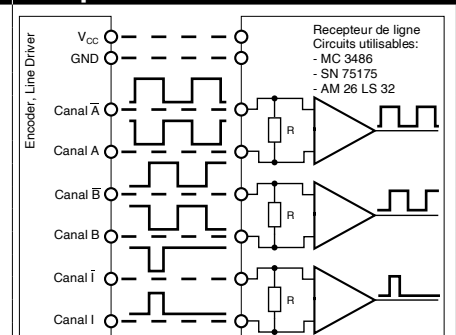 Encoder, Line Driver
VCC
GND
Canal A̅
Canal A
Canal B̅
Canal B
Canal I̅
Canal I
Recepteur de ligne
Circuits utilisables:
- MC 3486
- SN 75175
- AM 26 LS 32
R
R
R